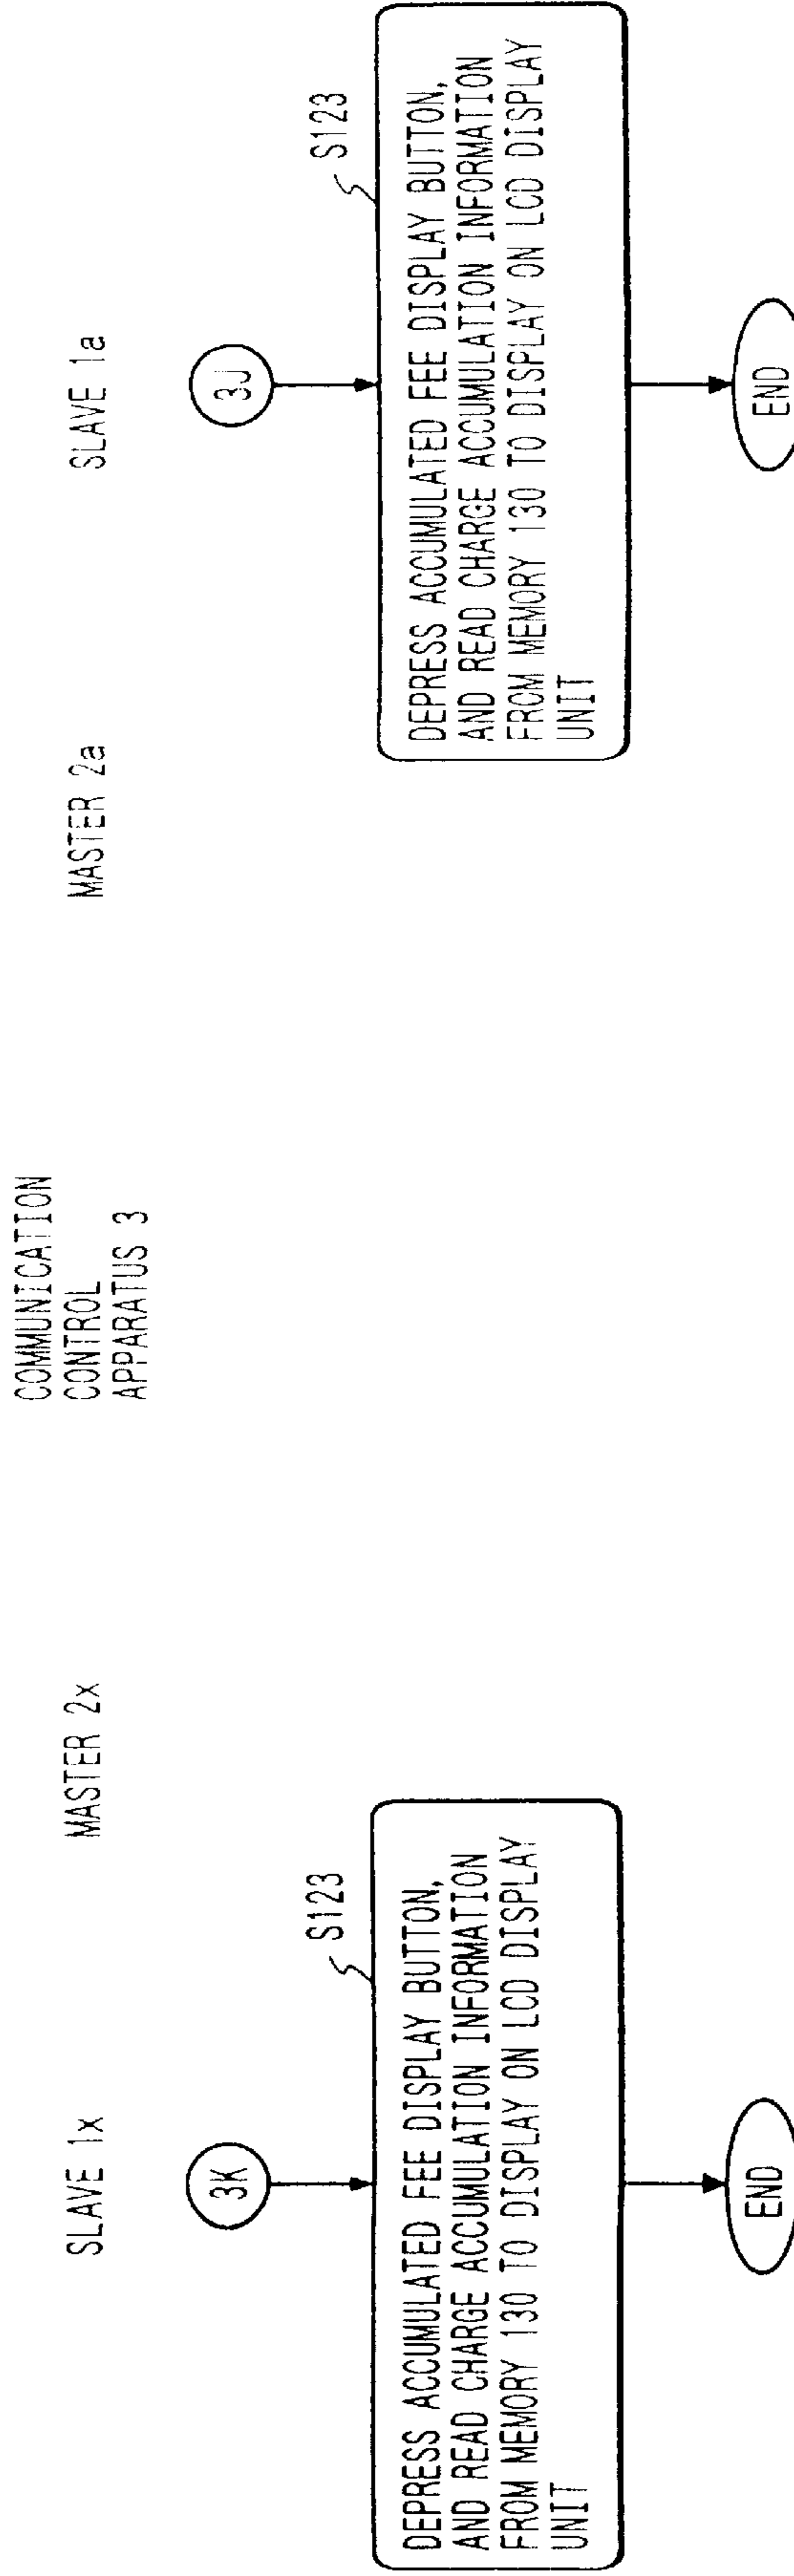 SLAVE 1x
MASTER 2x
COMMUNICATION
CONTROL
APPARATUS 3
MASTER 2a
SLAVE 1a
3K
S123
DEPRESS ACCUMULATED FEE DISPLAY BUTTON,
AND READ CHARGE ACCUMULATION INFORMATION
FROM MEMORY 130 TO DISPLAY ON LCD DISPLAY
UNIT
END
3J
S123
DEPRESS ACCUMULATED FEE DISPLAY BUTTON,
AND READ CHARGE ACCUMULATION INFORMATION
FROM MEMORY 130 TO DISPLAY ON LCD DISPLAY
UNIT
END